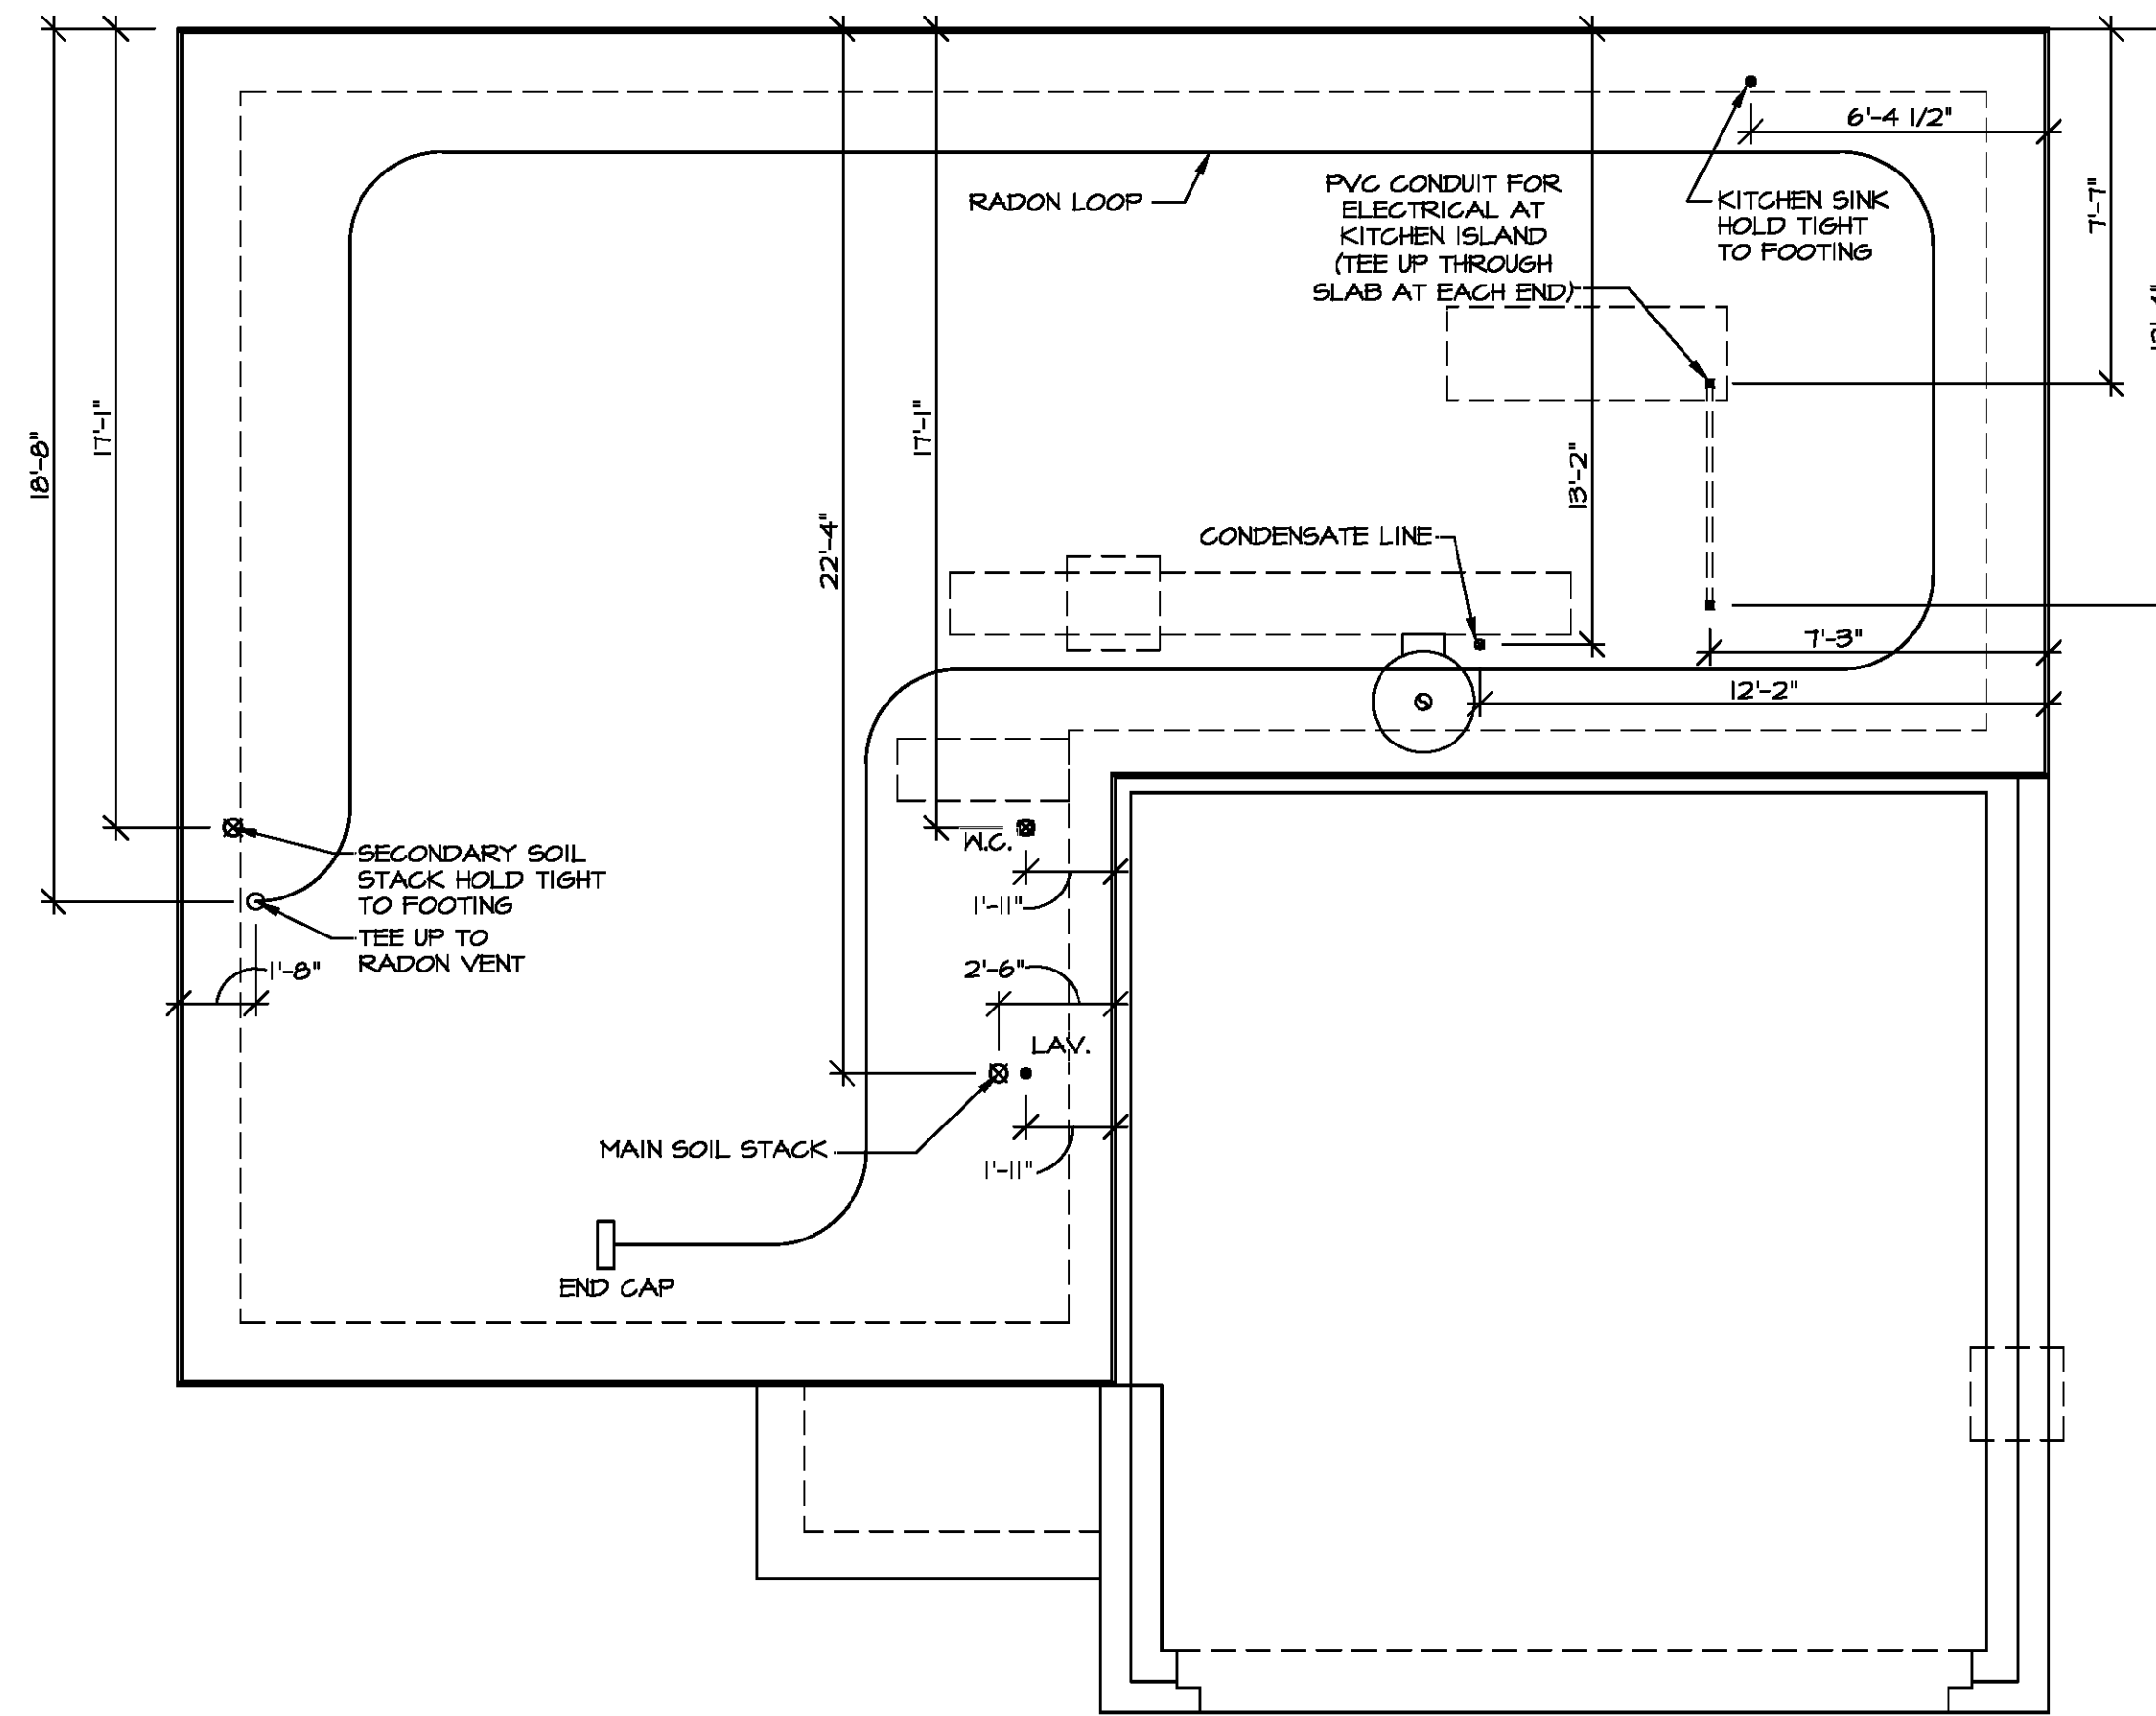 6'-4 1/2"
RADON LOOP
PVC CONDUIT FOR
ELECTRICAL AT
KITCHEN ISLAND
(TEE UP THROUGH
SLAB AT EACH END)
KITCHEN SINK
HOLD TIGHT
TO FOOTING
7'-7"
18'-8"
17'-1"
22'-4"
17'-1"
13'-2"
CONDENSATE LINE
7'-3"
12'-2"
W.C.
SECONDARY SOIL
STACK HOLD TIGHT
TO FOOTING
TEE UP TO
RADON VENT
1'-8"
1'-11"
2'-6"
LAV.
MAIN SOIL STACK
1'-11"
END CAP